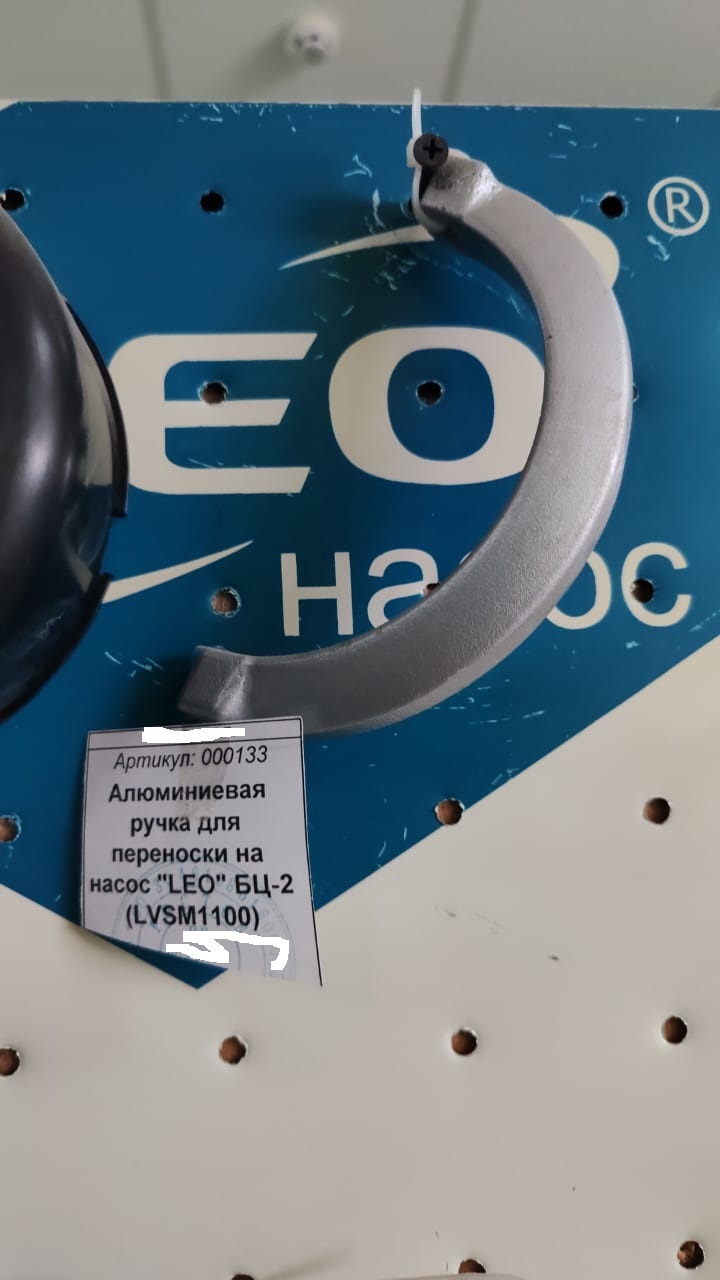 ®
EO
на ос
Артикул: 000133
Алюминиевая
ручка для
переноски на
насос "LEO" БЦ-2
(LVSM1100)